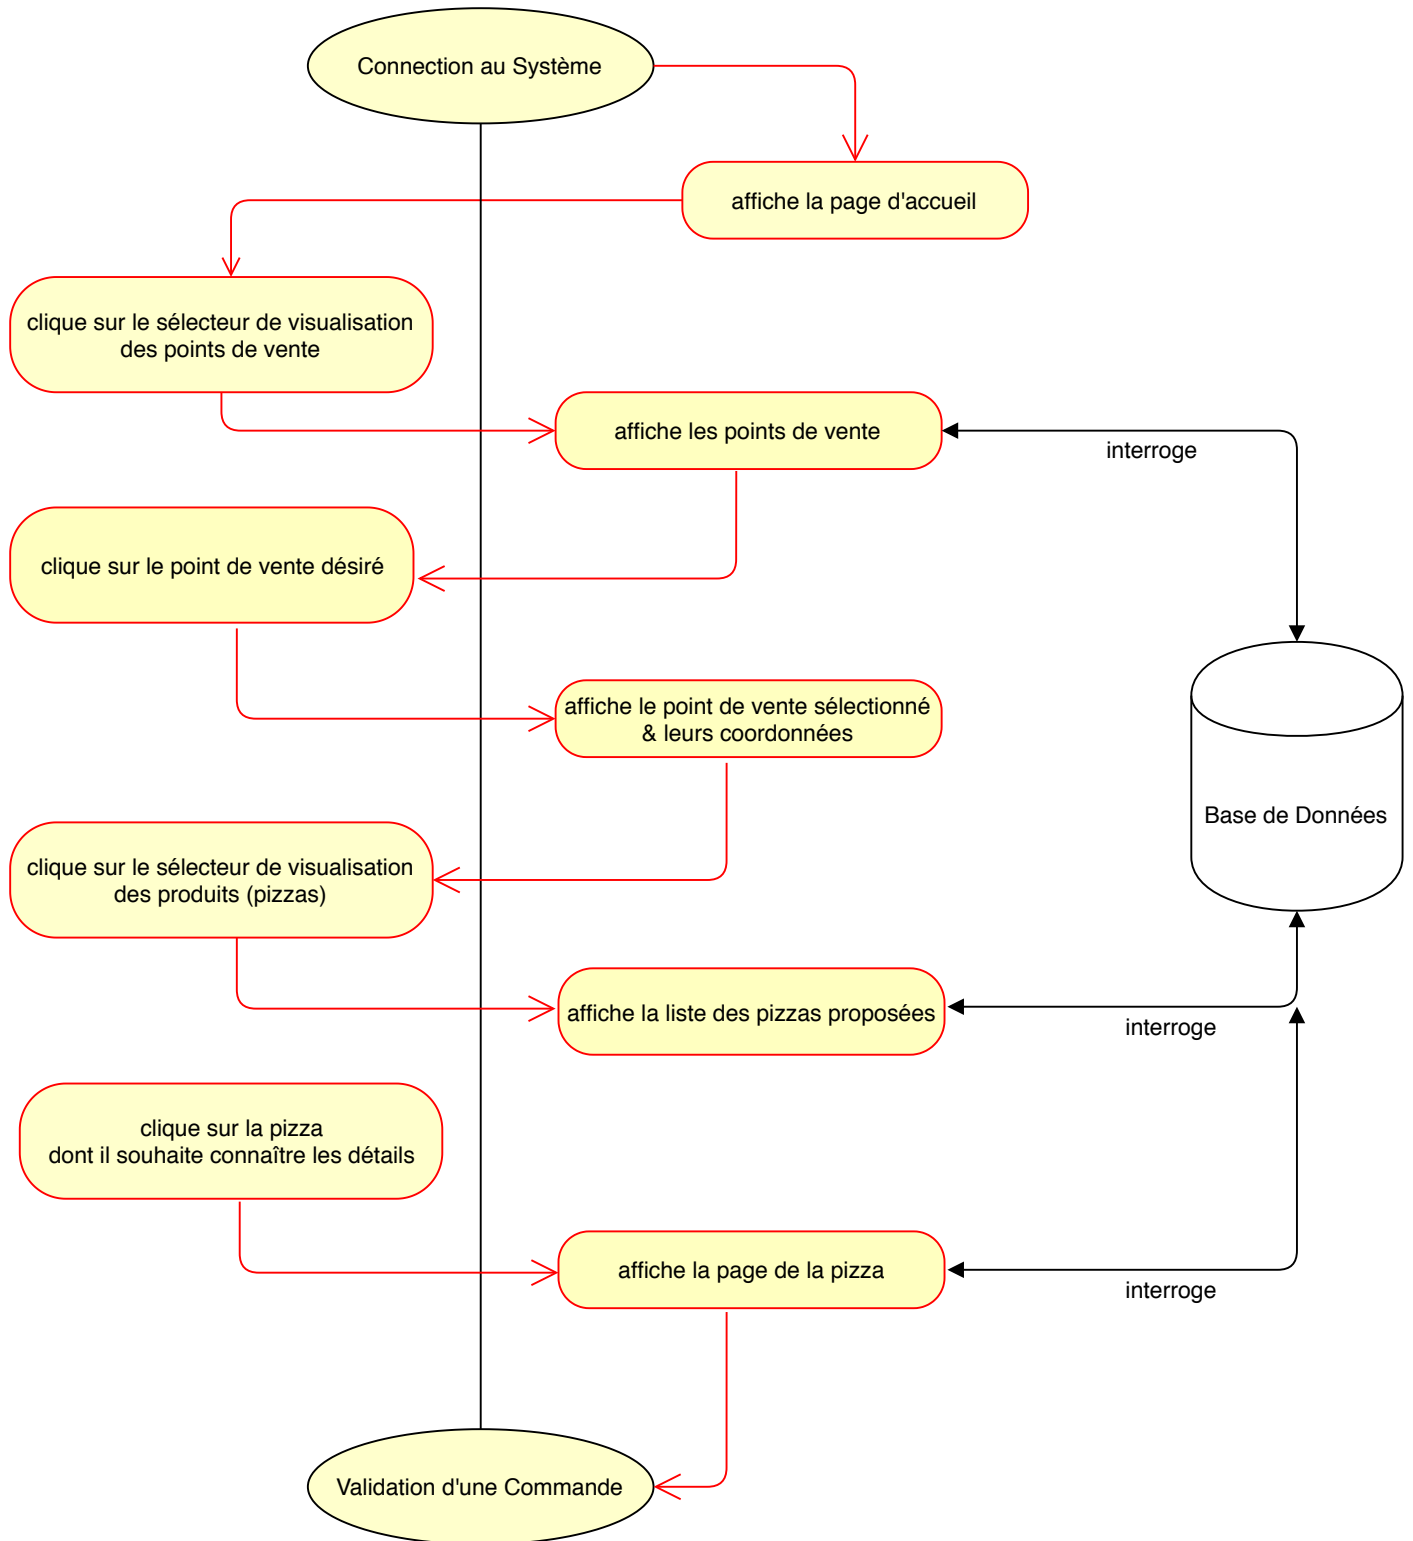 Connection au Système
affiche la page d'accueil
clique sur le sélecteur de visualisation
des points de vente
affiche les points de vente
interroge
clique sur le point de vente désiré
affiche le point de vente sélectionné
& leurs coordonnées
Base de Données
clique sur le sélecteur de visualisation
des produits (pizzas)
affiche la liste des pizzas proposées
interroge
clique sur la pizza
dont il souhaite connaître les détails
affiche la page de la pizza
interroge
Validation d'une Commande